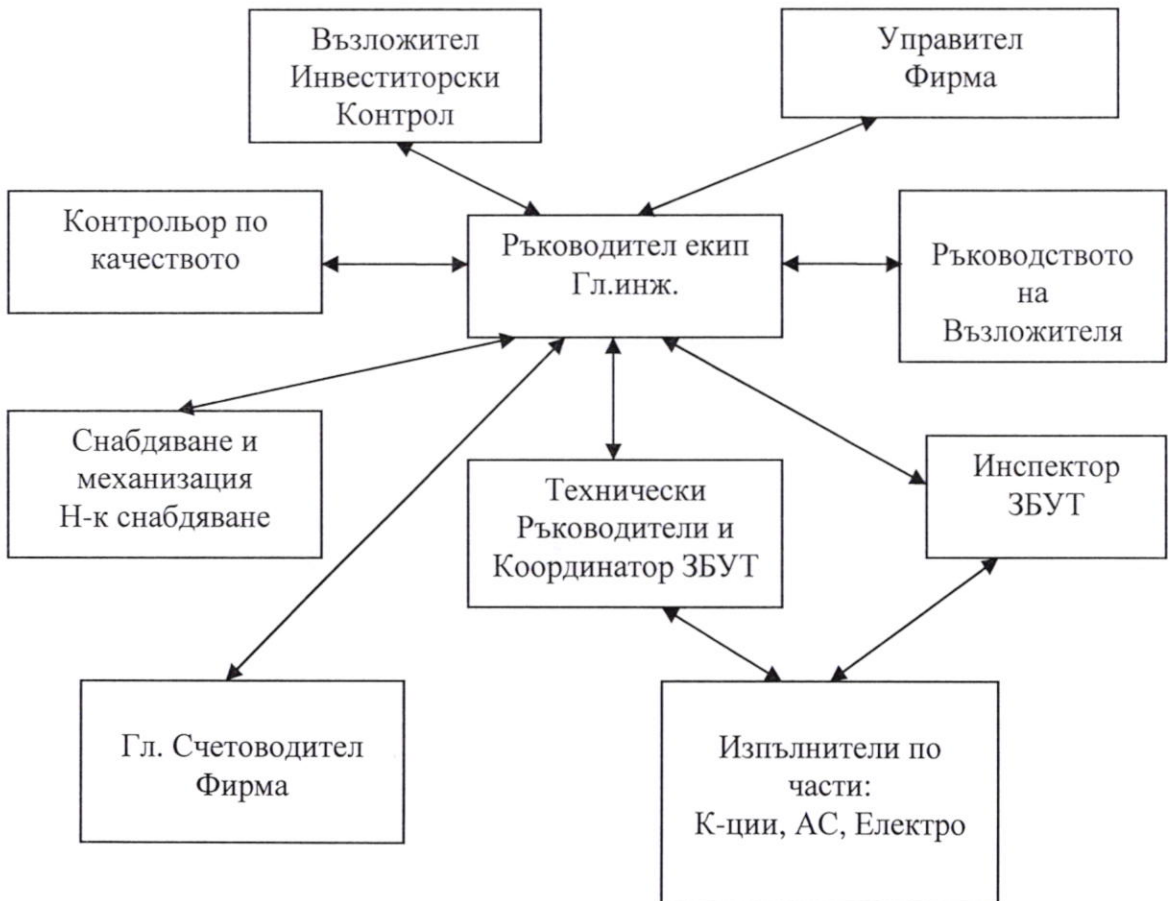 Възложител
Инвеститорски
Контрол
Управител
Фирма
Контрольор по
качеството
Ръководител екип
Гл.инж.
Ръководството
на
Възложителя
Снабдяване и
механизация
Н-к снабдяване
Технически
Ръководители и
Координатор ЗБУТ
Инспектор
ЗБУТ
Гл. Счетоводител
Фирма
Изпълнители по
части:
К-ции, АС, Електро